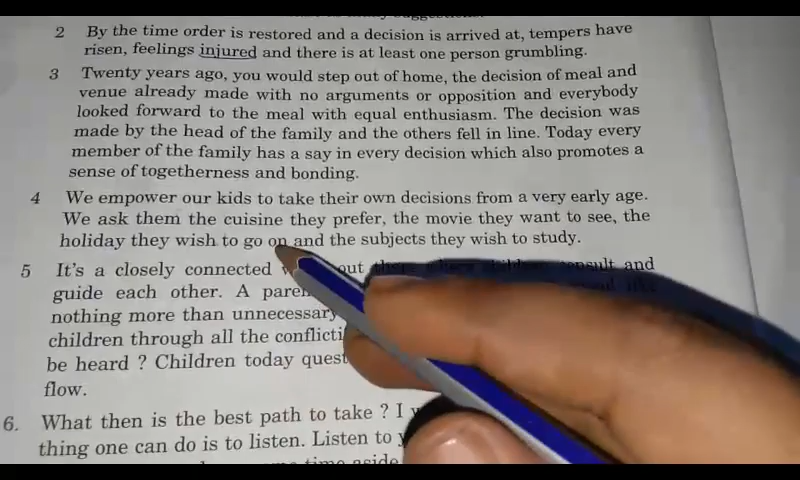 2 By the time order is restored and a decision is arrived at, tempers have
risen, feelings injured and there is at least one person grumbling.
3 Twenty years ago, you would step out of home, the decision of meal and
venue already made with no arguments or opposition and everybody
looked forward to the meal with equal enthusiasm. The decision was
made by the head of the family and the others fell in line. Today every
member of the family has a say in every decision which also promotes a
sense of togetherness and bonding.
4 We empower our kids to take their own decisions from a very early age.
We ask them the cuisine they prefer, the movie they want to see, the
holiday they wish to go on and the subjects they wish to study.
5 It's a closely connected out and
guide each other. A
nothing more than unnecessary
children through all the
be heard ? Children today
flow.
6. What then is the best path to take ? I
thing one can do is to listen. Listen to